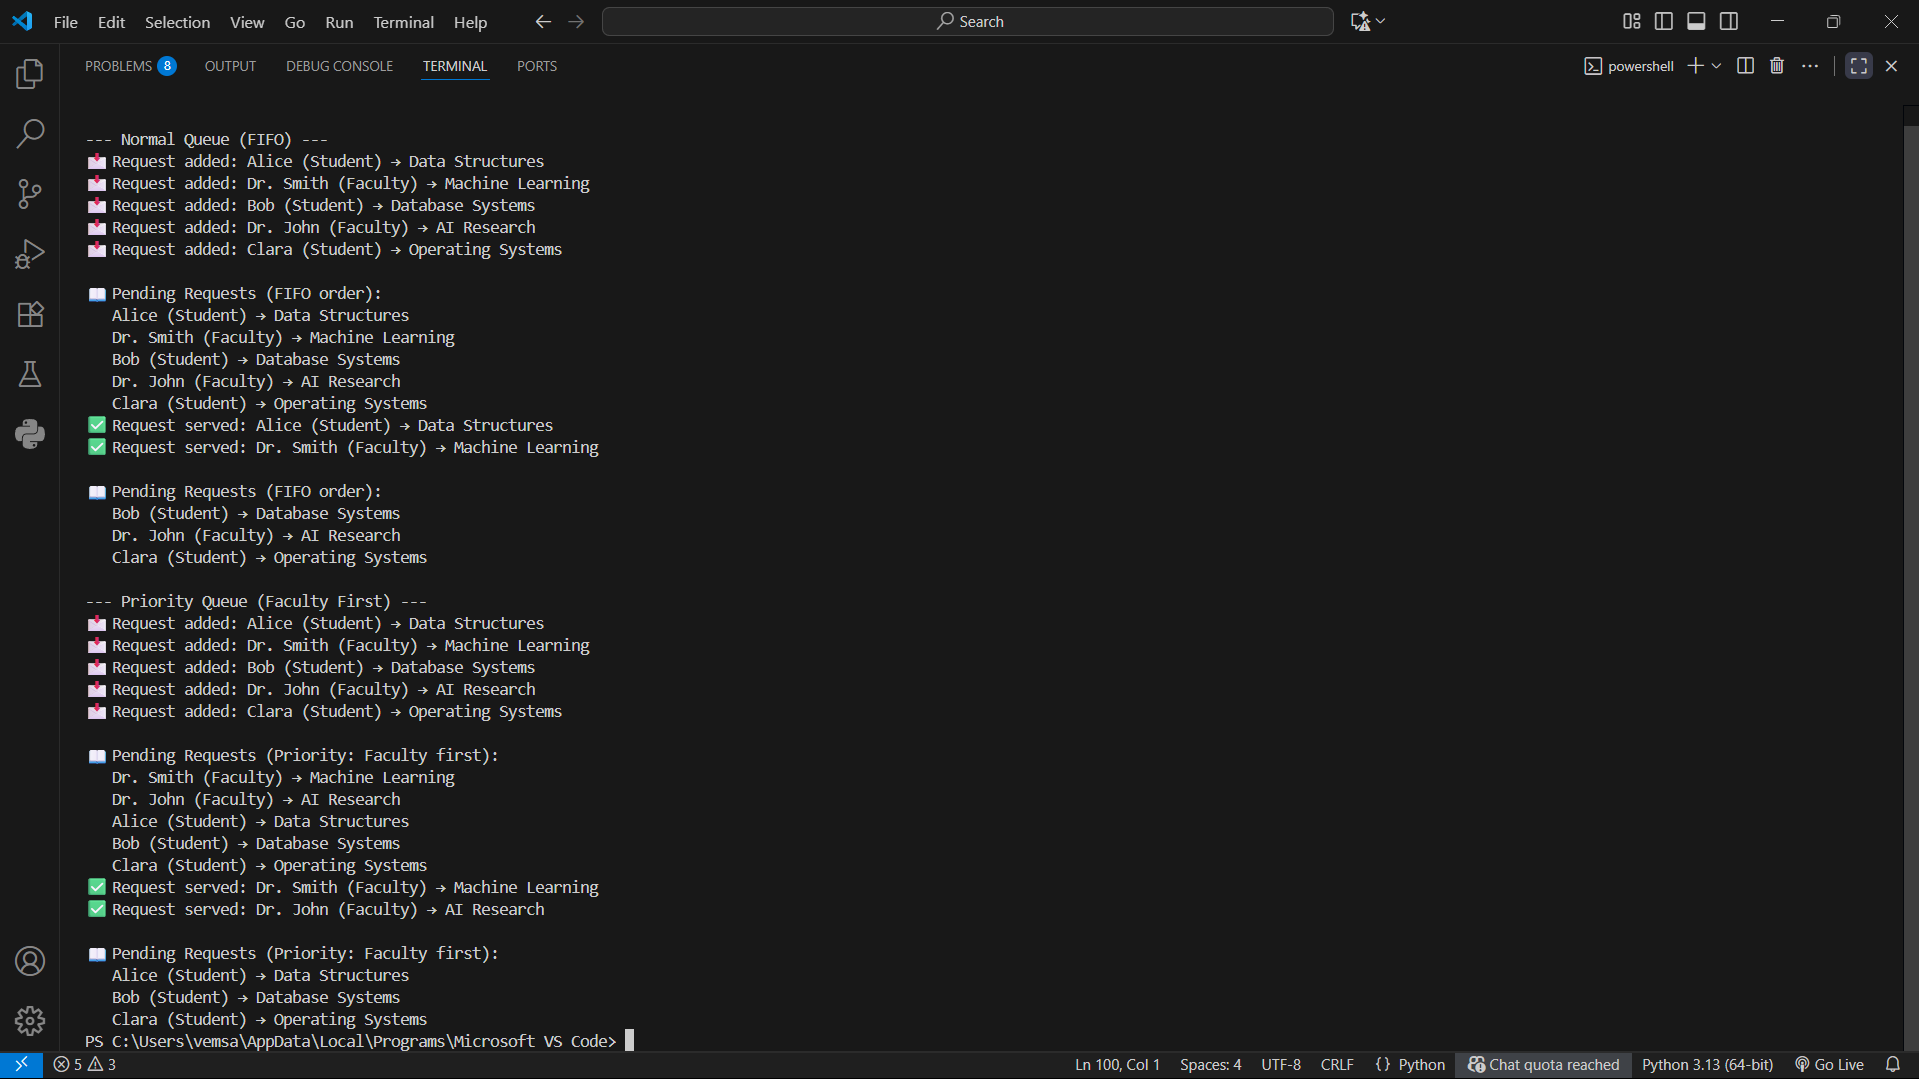 File Edit Selection View Go Run Terminal Help Search
PROBLEMS 8 OUTPUT DEBUG CONSOLE TERMINAL PORTS powershell
--- Normal Queue (FIFO) ---
📩 Request added: Alice (Student) → Data Structures
📩 Request added: Dr. Smith (Faculty) → Machine Learning
📩 Request added: Bob (Student) → Database Systems
📩 Request added: Dr. John (Faculty) → AI Research
📩 Request added: Clara (Student) → Operating Systems
📖 Pending Requests (FIFO order):
Alice (Student) → Data Structures
Dr. Smith (Faculty) → Machine Learning
Bob (Student) → Database Systems
Dr. John (Faculty) → AI Research
Clara (Student) → Operating Systems
✅ Request served: Alice (Student) → Data Structures
✅ Request served: Dr. Smith (Faculty) → Machine Learning
📖 Pending Requests (FIFO order):
Bob (Student) → Database Systems
Dr. John (Faculty) → AI Research
Clara (Student) → Operating Systems
--- Priority Queue (Faculty First) ---
📩 Request added: Alice (Student) → Data Structures
📩 Request added: Dr. Smith (Faculty) → Machine Learning
📩 Request added: Bob (Student) → Database Systems
📩 Request added: Dr. John (Faculty) → AI Research
📩 Request added: Clara (Student) → Operating Systems
📖 Pending Requests (Priority: Faculty first):
Dr. Smith (Faculty) → Machine Learning
Dr. John (Faculty) → AI Research
Alice (Student) → Data Structures
Bob (Student) → Database Systems
Clara (Student) → Operating Systems
✅ Request served: Dr. Smith (Faculty) → Machine Learning
✅ Request served: Dr. John (Faculty) → AI Research
📖 Pending Requests (Priority: Faculty first):
Alice (Student) → Data Structures
Bob (Student) → Database Systems
Clara (Student) → Operating Systems
PS C:\Users\vemsa\AppData\Local\Programs\Microsoft VS Code>
5 3 Ln 100, Col 1 Spaces: 4 UTF-8 CRLF {} Python Chat quota reached Python 3.13 (64-bit) Go Live